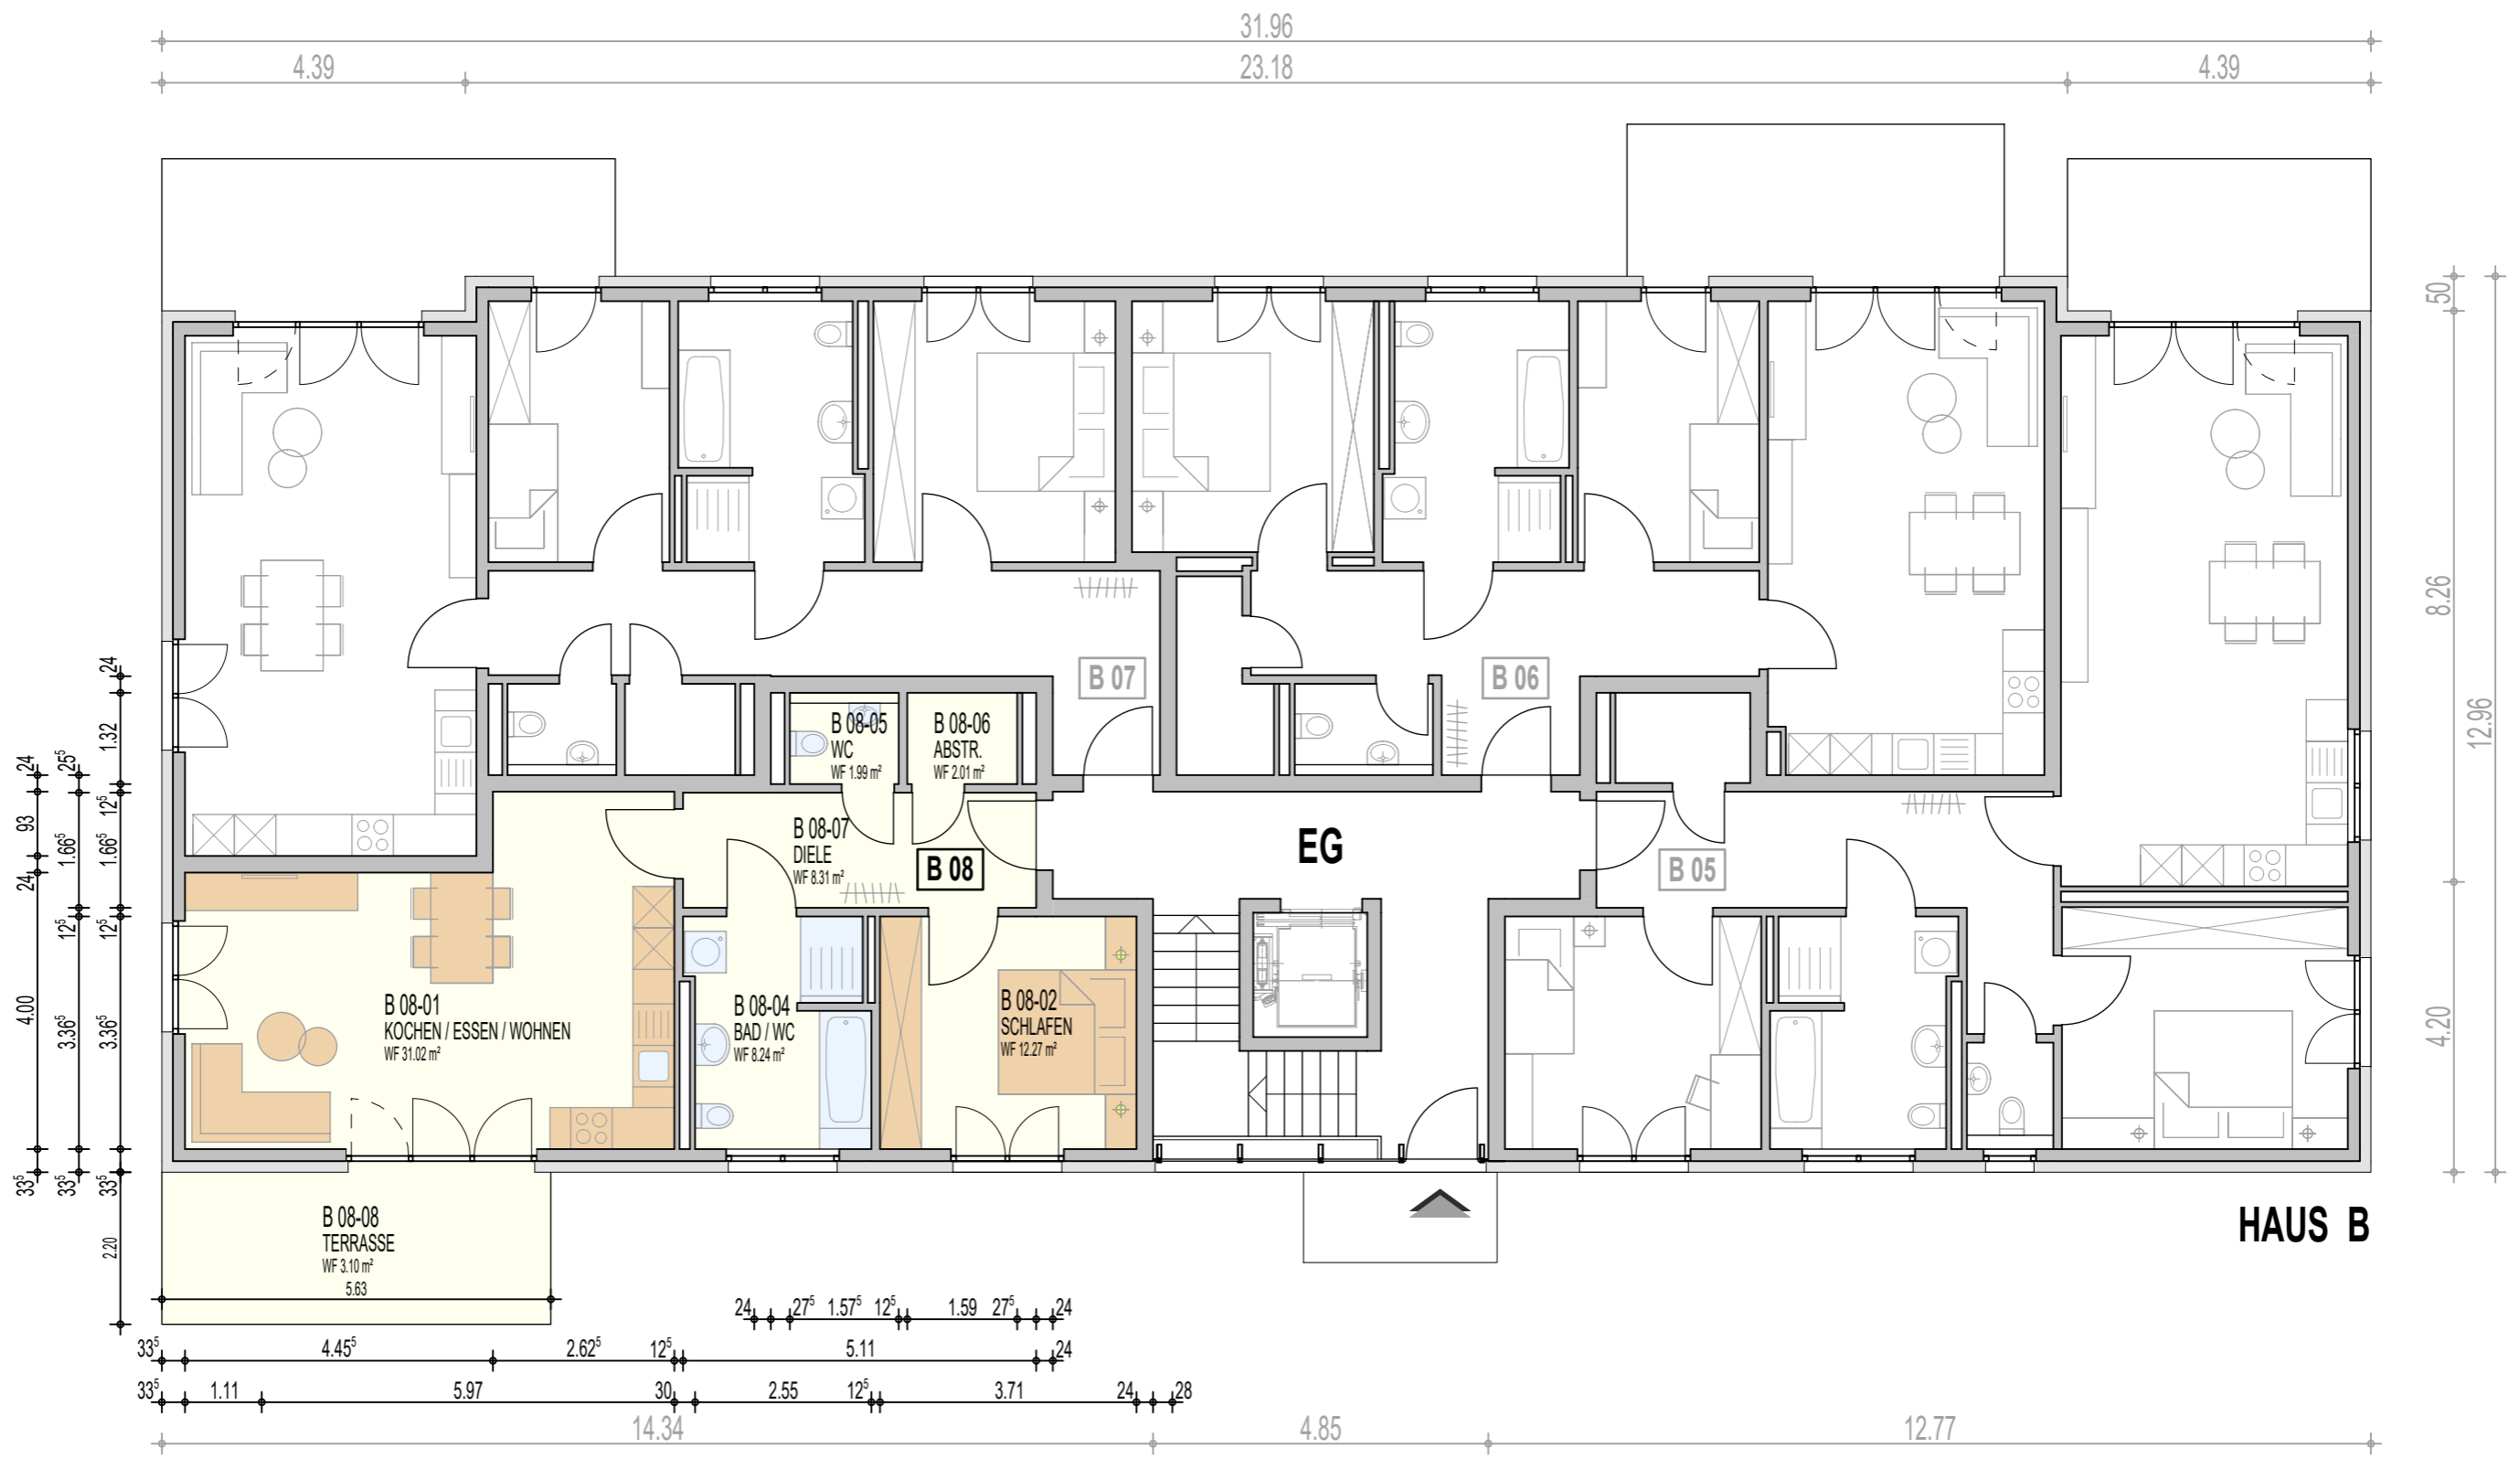 31.96
4.39
23.18
4.39
50
8.26
12.96
4.20
B 07
B 06
B 05
B 08
EG
HAUS B
B 08-05
WC
WF 1.99 m²
B 08-06
ABSTR.
WF 2.01 m²
B 08-07
DIELE
WF 8.31 m²
B 08-01
KOCHEN / ESSEN / WOHNEN
WF 31.02 m²
B 08-04
BAD / WC
WF 8.24 m²
B 08-02
SCHLAFEN
WF 12.27 m²
B 08-08
TERRASSE
WF 3.10 m²
5.63
24
93
24
4.00
33⁵
25⁵
1.66⁵
12⁵
3.36⁵
33⁵
24
1.32
12⁵
1.66⁵
12⁵
3.36⁵
33⁵
2.20
24
27⁵
1.57⁵
12⁵
1.59
27⁵
24
33⁵
4.45⁵
2.62⁵
12⁵
5.11
24
33⁵
1.11
5.97
30
2.55
12⁵
3.71
24
28
14.34
4.85
12.77